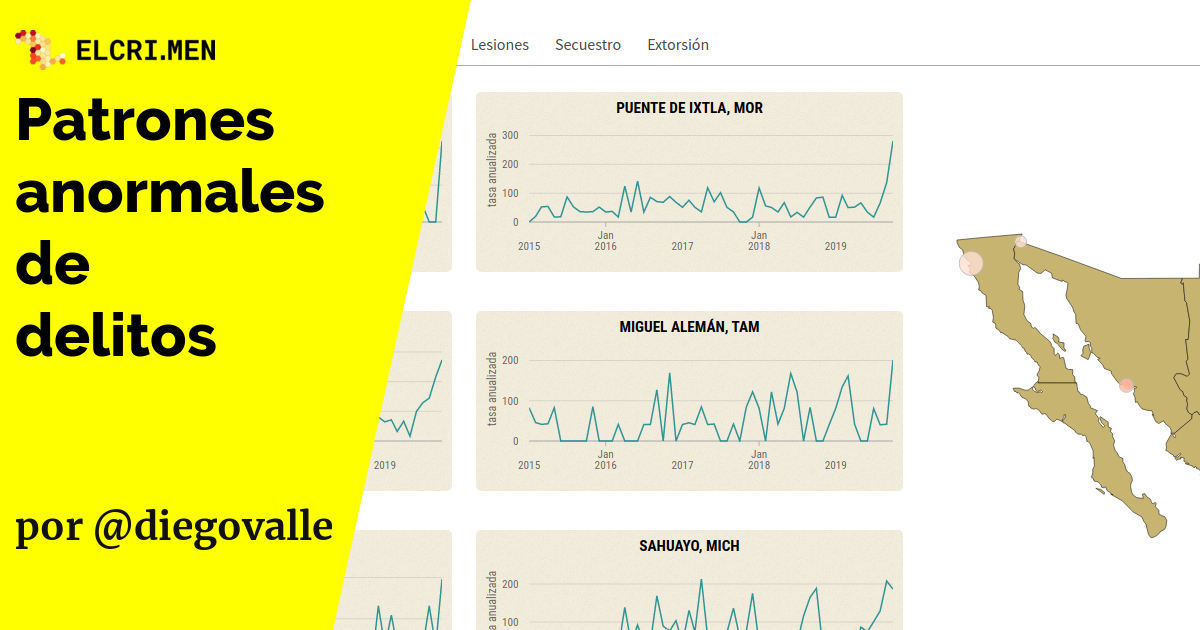 ELCRI.MEN
Patrones
anormales
de
delitos
por @diegovalle
Lesiones Secuestro Extorsión
PUENTE DE IXTLA, MOR
tasa anualizada
300
200
100
0
Jan
2015 2016 2017 2018 2019
Jan
2019
MIGUEL ALEMÁN, TAM
tasa anualizada
200
100
0
Jan
2015 2016 2017 2018 2019
Jan
SAHUAYO, MICH
a anualizada
200
100